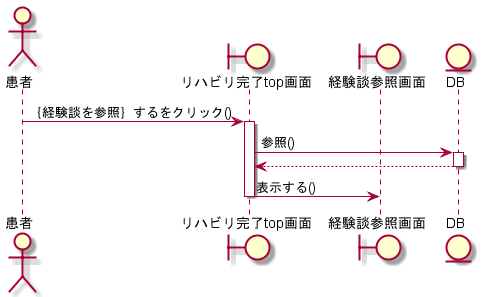 患者
リハビリ完了top画面
経験談参照画面
DB
{経験談を参照}するをクリック()
参照()
表示する()
患者
リハビリ完了top画面
経験談参照画面
DB